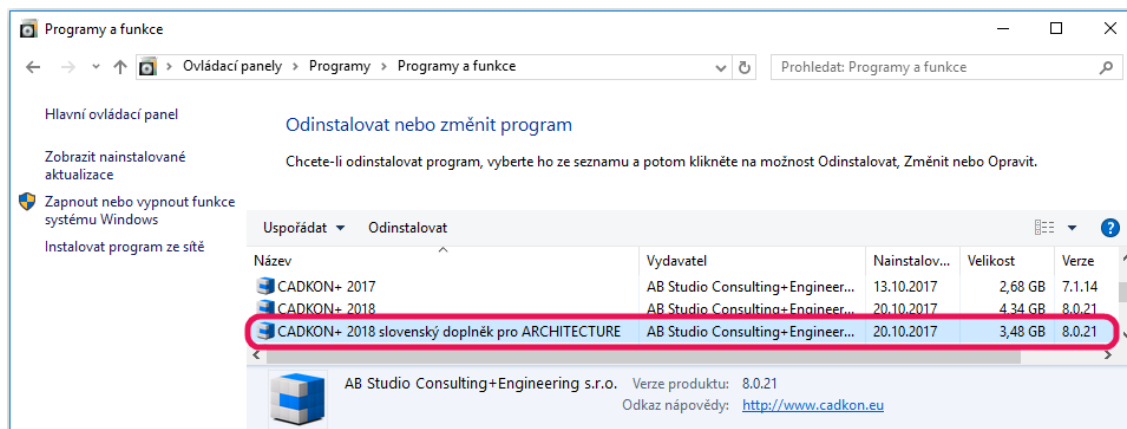 Programy a funkce
Ovládací panely > Programy > Programy a funkce
Prohledat: Programy a funkce
Hlavní ovládací panel
Zobrazit nainstalované
aktualizace
Zapnout nebo vypnout funkce
systému Windows
Instalovat program ze sítě
Odinstalovat nebo změnit program
Chcete-li odinstalovat program, vyberte ho ze seznamu a potom klikněte na možnost Odinstalovat, Změnit nebo Opravit.
Uspořádat Odinstalovat
Název Vydavatel Nainstalov... Velikost Verze
CADKON+ 2017 AB Studio Consulting+Engineer... 13.10.2017 2,68 GB 7.1.14
CADKON+ 2018 AB Studio Consulting+Engineer... 20.10.2017 4,34 GB 8.0.21
CADKON+ 2018 slovenský doplněk pro ARCHITECTURE AB Studio Consulting+Engineer... 20.10.2017 3,48 GB 8.0.21
AB Studio Consulting+Engineering s.r.o. Verze produktu: 8.0.21
Odkaz nápovědy: http://www.cadkon.eu